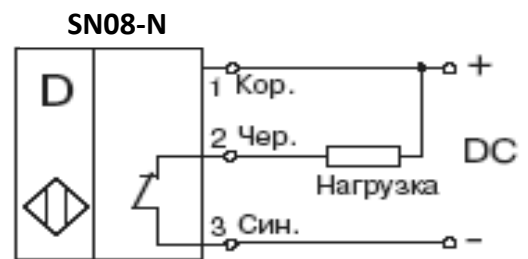 SN08-N
D
1 Кор. +
2 Чер.
DC
Нагрузка
3 Син. -